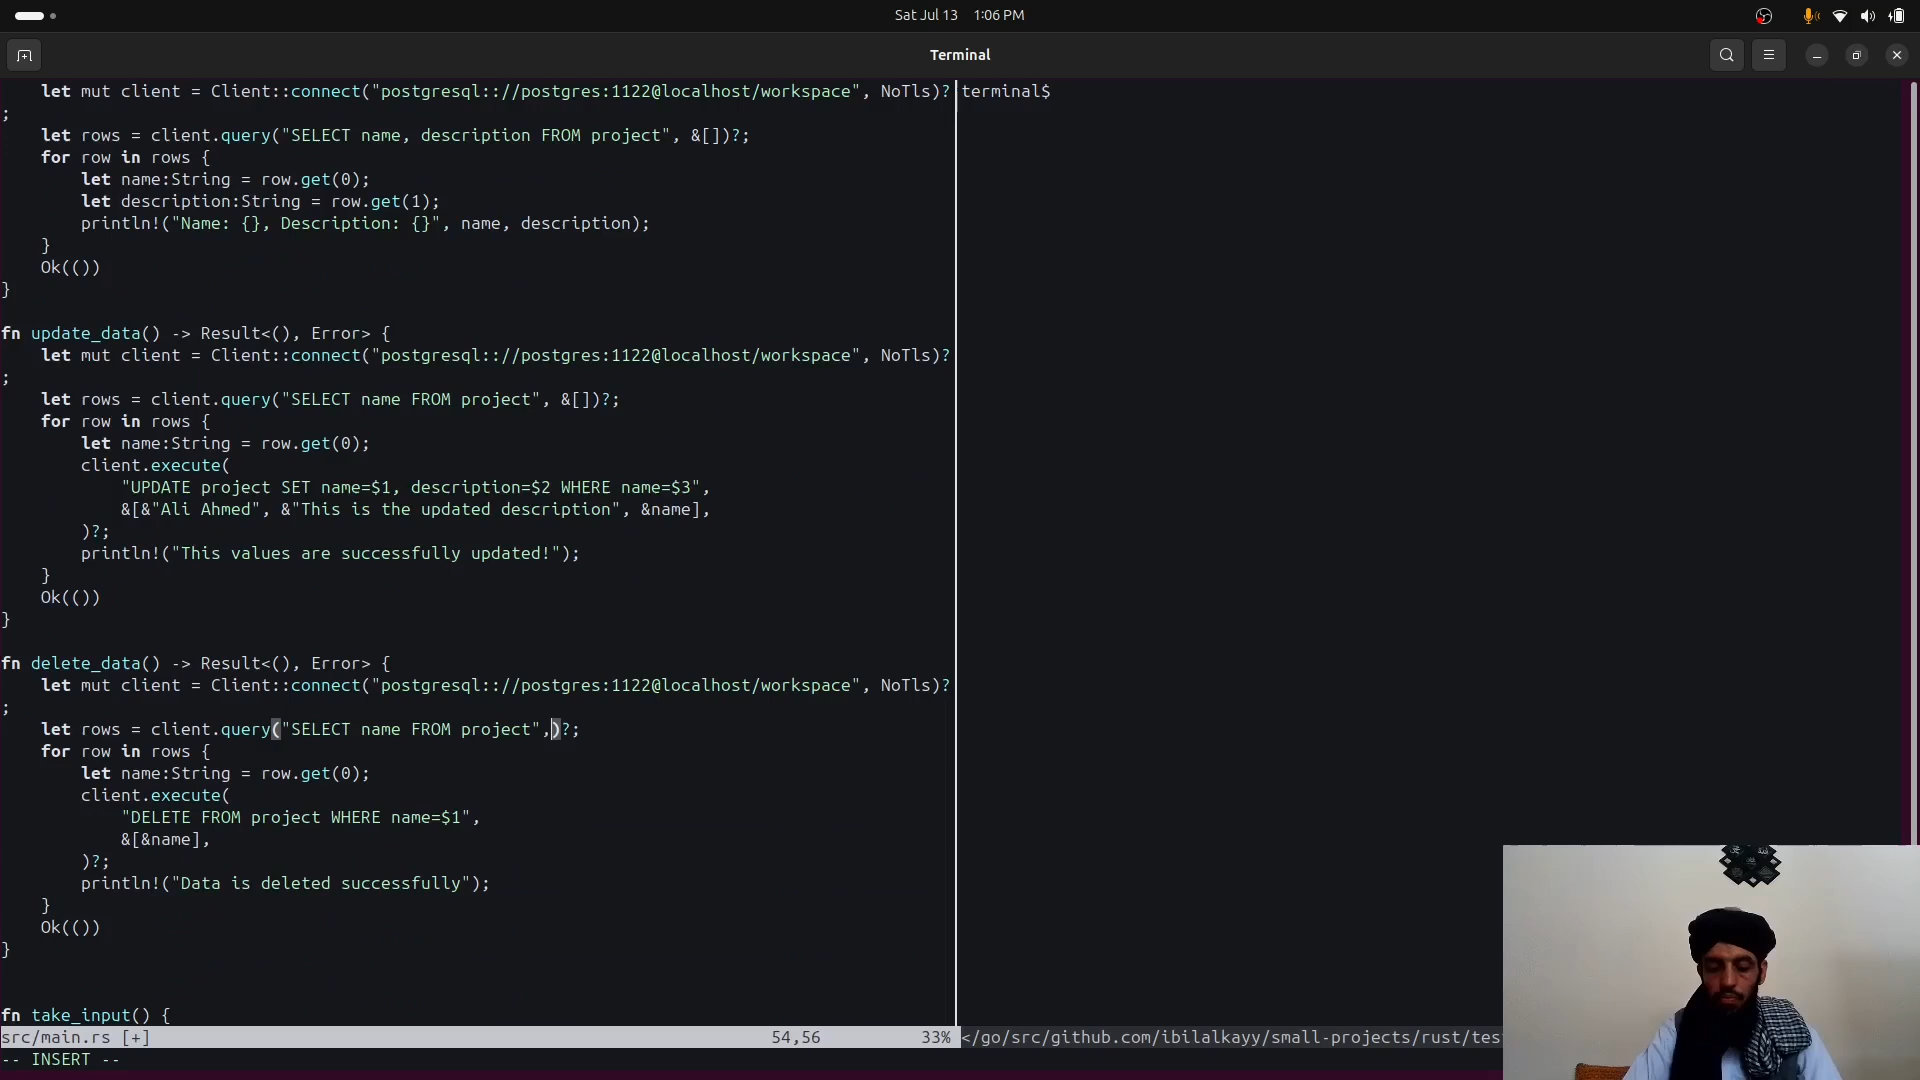 Sat Jul 13 1:06 PM
Terminal
    let mut client = Client::connect("postgresql:://postgres:1122@localhost/workspace", NoTls)?
;
    let rows = client.query("SELECT name, description FROM project", &[])?;
    for row in rows {
        let name:String = row.get(0);
        let description:String = row.get(1);
        println!("Name: {}, Description: {}", name, description);
    }
    Ok(())
}
fn update_data() -> Result<(), Error> {
    let mut client = Client::connect("postgresql:://postgres:1122@localhost/workspace", NoTls)?
;
    let rows = client.query("SELECT name FROM project", &[])?;
    for row in rows {
        let name:String = row.get(0);
        client.execute(
            "UPDATE project SET name=$1, description=$2 WHERE name=$3",
            &[&"Ali Ahmed", &"This is the updated description", &name],
        )?;
        println!("This values are successfully updated!");
    }
    Ok(())
}
fn delete_data() -> Result<(), Error> {
    let mut client = Client::connect("postgresql:://postgres:1122@localhost/workspace", NoTls)?
;
    let rows = client.query("SELECT name FROM project",)?;
    for row in rows {
        let name:String = row.get(0);
        client.execute(
            "DELETE FROM project WHERE name=$1",
            &[&name],
        )?;
        println!("Data is deleted successfully");
    }
    Ok(())
}
fn take_input() {
src/main.rs [+] 54,56 33%
-- INSERT --
terminal$
</go/src/github.com/ibilalkayy/small-projects/rust/tes